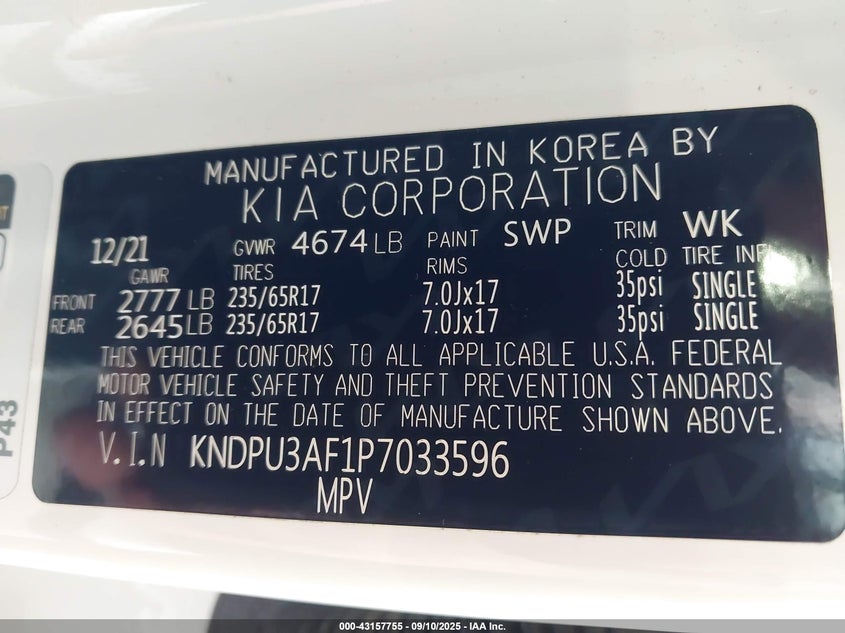 MANUFACTURED IN KOREA BY
KIA CORPORATION
12/21 GVWR 4674 LB PAINT SWP TRIM WK
GAWR TIRES RIMS COLD TIRE INF
FRONT 2777 LB 235/65R17 7.0Jx17 35psi SINGLE
REAR 2645 LB 235/65R17 7.0Jx17 35psi SINGLE
THIS VEHICLE CONFORMS TO ALL APPLICABLE U.S.A. FEDERAL
MOTOR VEHICLE SAFETY AND THEFT PREVENTION STANDARDS
IN EFFECT ON THE DATE OF MANUFACTURE SHOWN ABOVE.
V.I.N KNDPU3AF1P7033596
MPV
P43
000-43157755 - 09/10/2025 - IAA Inc.